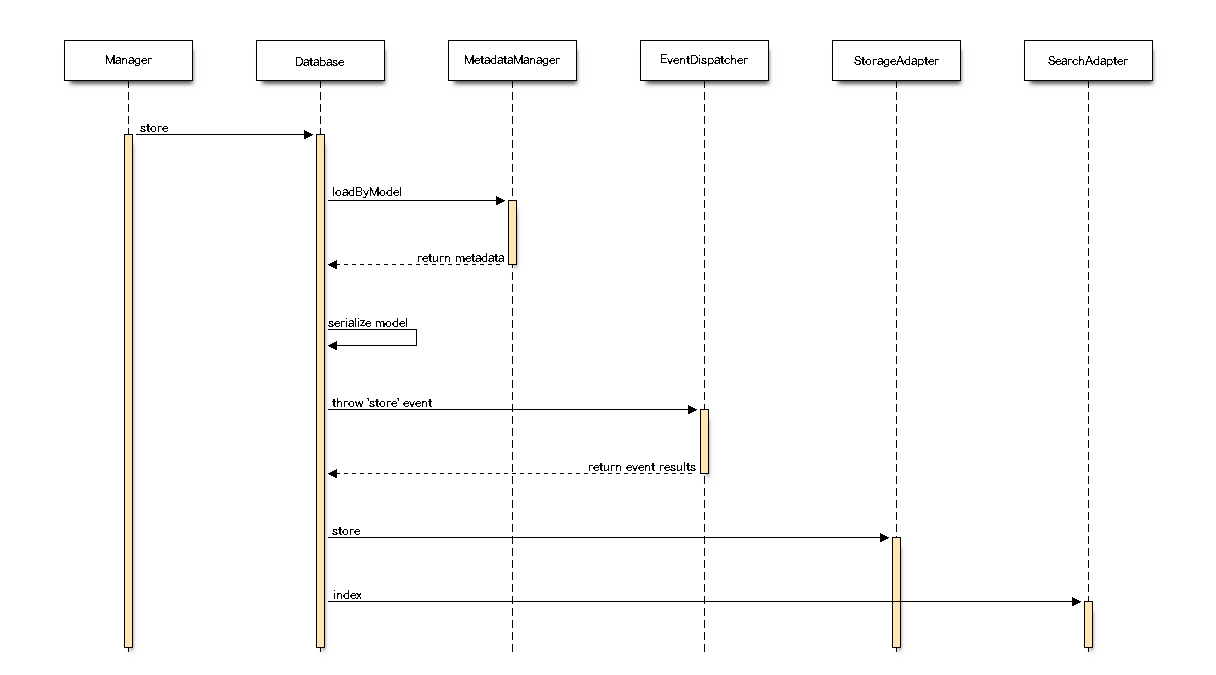 Manager
Database
MetadataManager
EventDispatcher
StorageAdapter
SearchAdapter
store
loadByModel
return metadata
serialize model
throw 'store' event
return event results
store
index